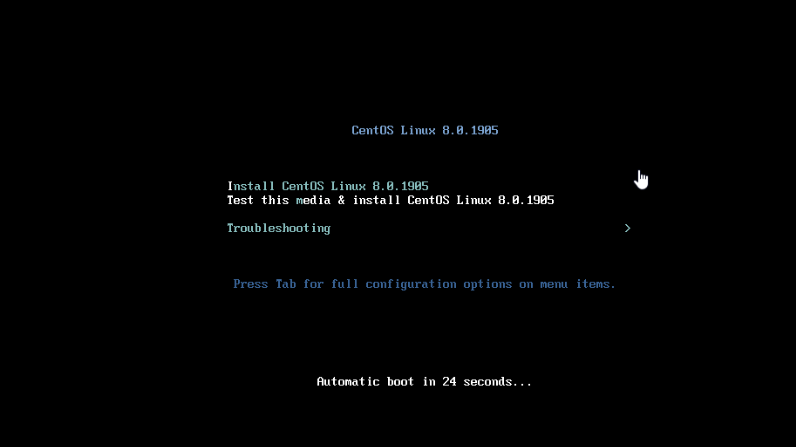 CentOS Linux 8.0.1905
Install CentOS Linux 8.0.1905
Test this media & install CentOS Linux 8.0.1905
Troubleshooting >
Press Tab for full configuration options on menu items.
Automatic boot in 24 seconds...